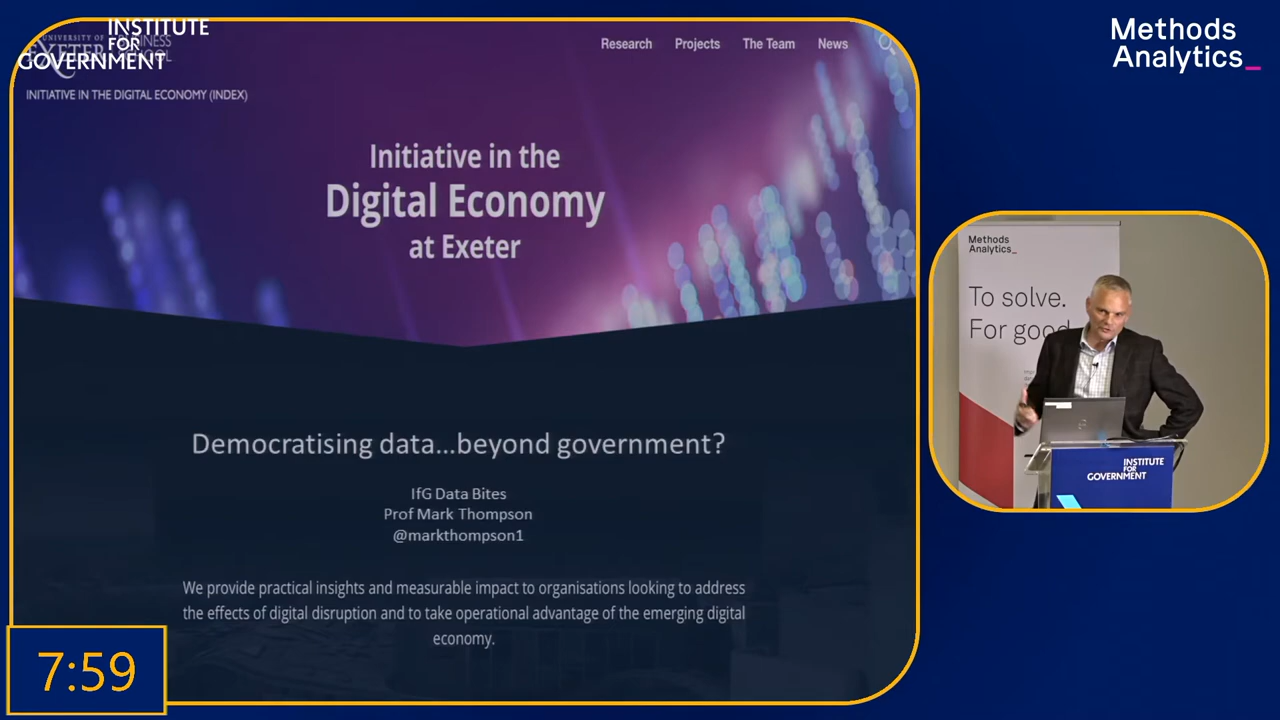 INSTITUTE
FOR
GOVERNMENT
UNIVERSITY OF
EXETER
INITIATIVE IN THE DIGITAL ECONOMY (INDEX)
Research Projects The Team News
Methods
Analytics_
Initiative in the
Digital Economy
at Exeter
Democratising data...beyond government?
IfG Data Bites
Prof Mark Thompson
@markthompson1
We provide practical insights and measurable impact to organisations looking to address
the effects of digital disruption and to take operational advantage of the emerging digital
economy.
7:59
Methods
Analytics_
To solve.
For good
INSTITUTE
FOR
GOVERNMENT